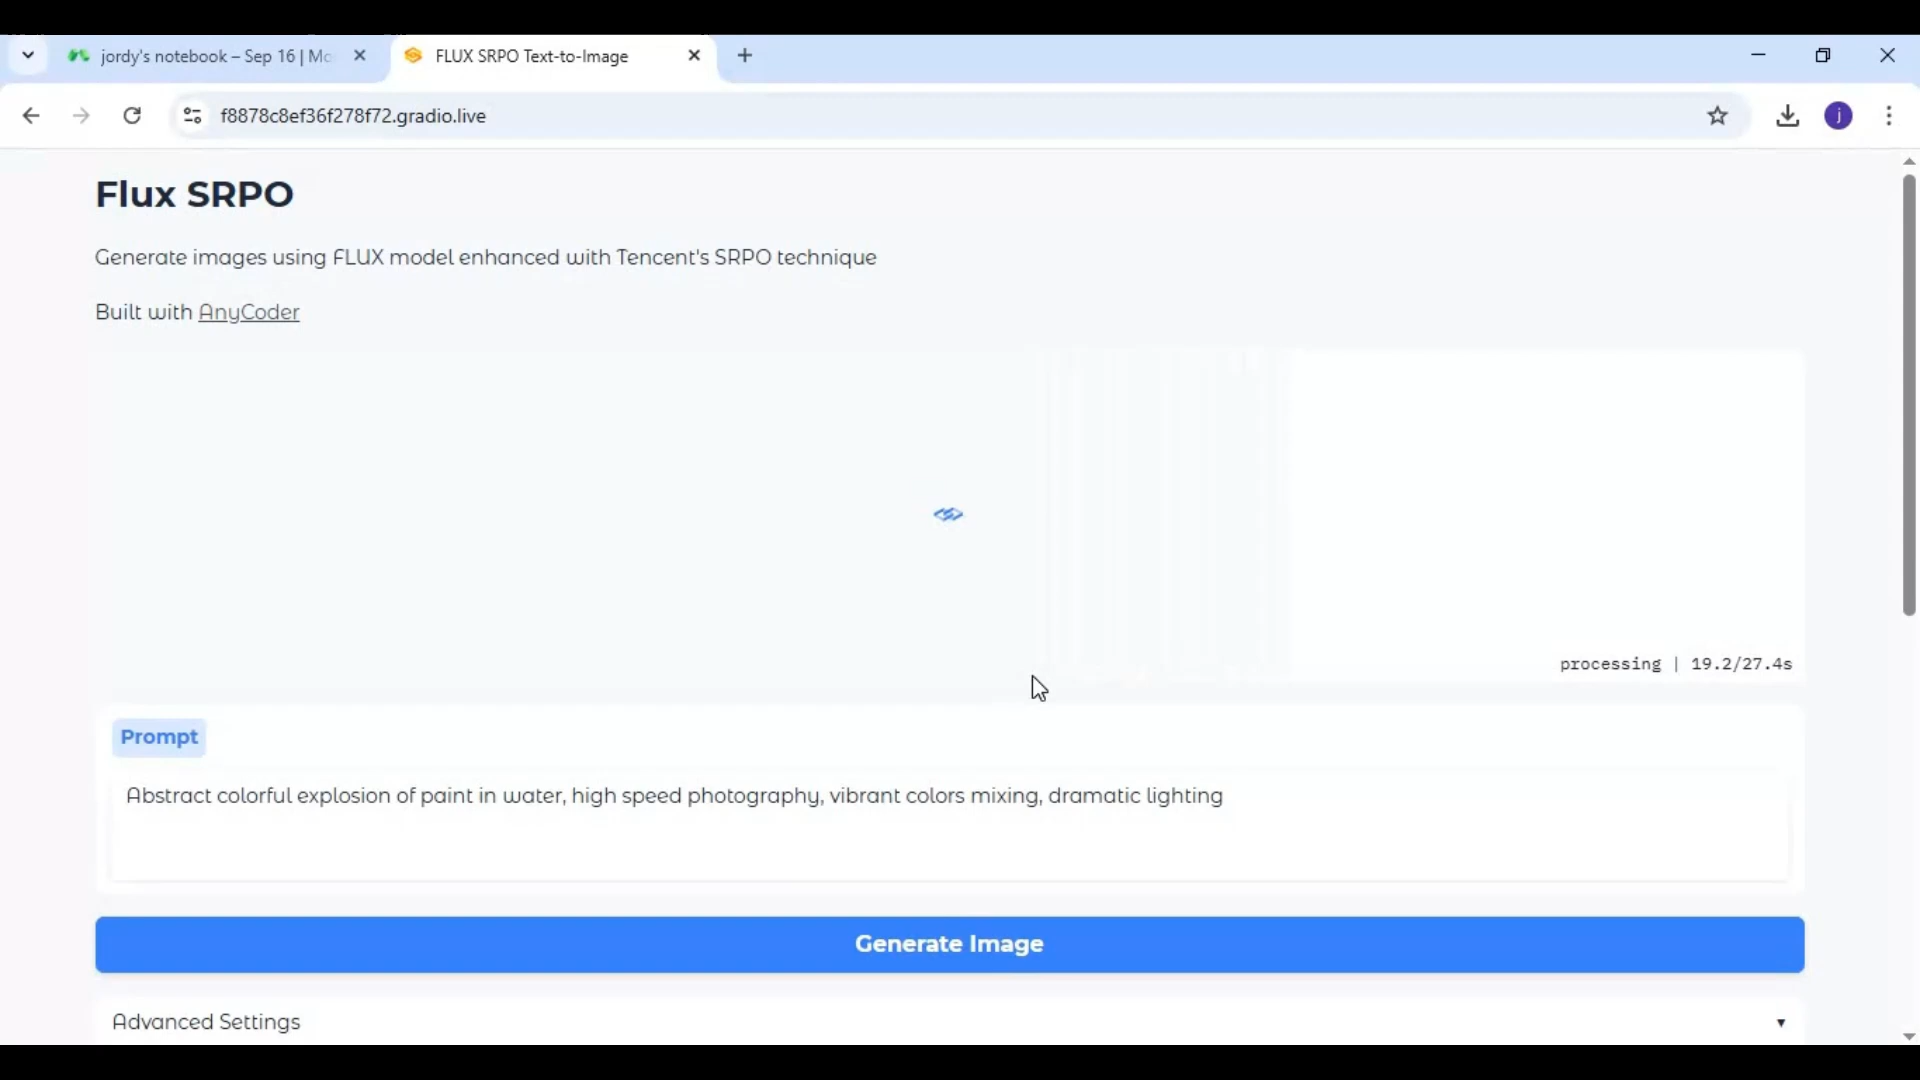 jordy's notebook – Sep 16 | Mo
FLUX SRPO Text-to-Image
f8878c8ef36f278f72.gradio.live
j
Flux SRPO
Generate images using FLUX model enhanced with Tencent's SRPO technique
Built with AnyCoder
processing | 19.2/27.4s
Prompt
Abstract colorful explosion of paint in water, high speed photography, vibrant colors mixing, dramatic lighting
Generate Image
Advanced Settings